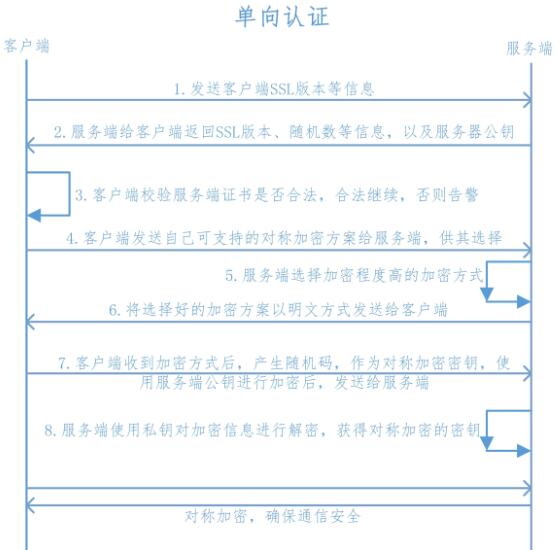 单向认证
客户端
服务端
1.发送客户端SSL版本等信息
2.服务端给客户端返回SSL版本、随机数等信息，以及服务器公钥
3.客户端校验服务端证书是否合法，合法继续，否则告警
4.客户端发送自己可支持的对称加密方案给服务端，供其选择
5.服务端选择加密程度高的加密方式
6.将选择好的加密方案以明文方式发送给客户端
7.客户端收到加密方式后，产生随机码，作为对称加密密钥，使
用服务端公钥进行加密后，发送给服务端
8.服务端使用私钥对加密信息进行解密，获得对称加密的密钥
对称加密，确保通信安全